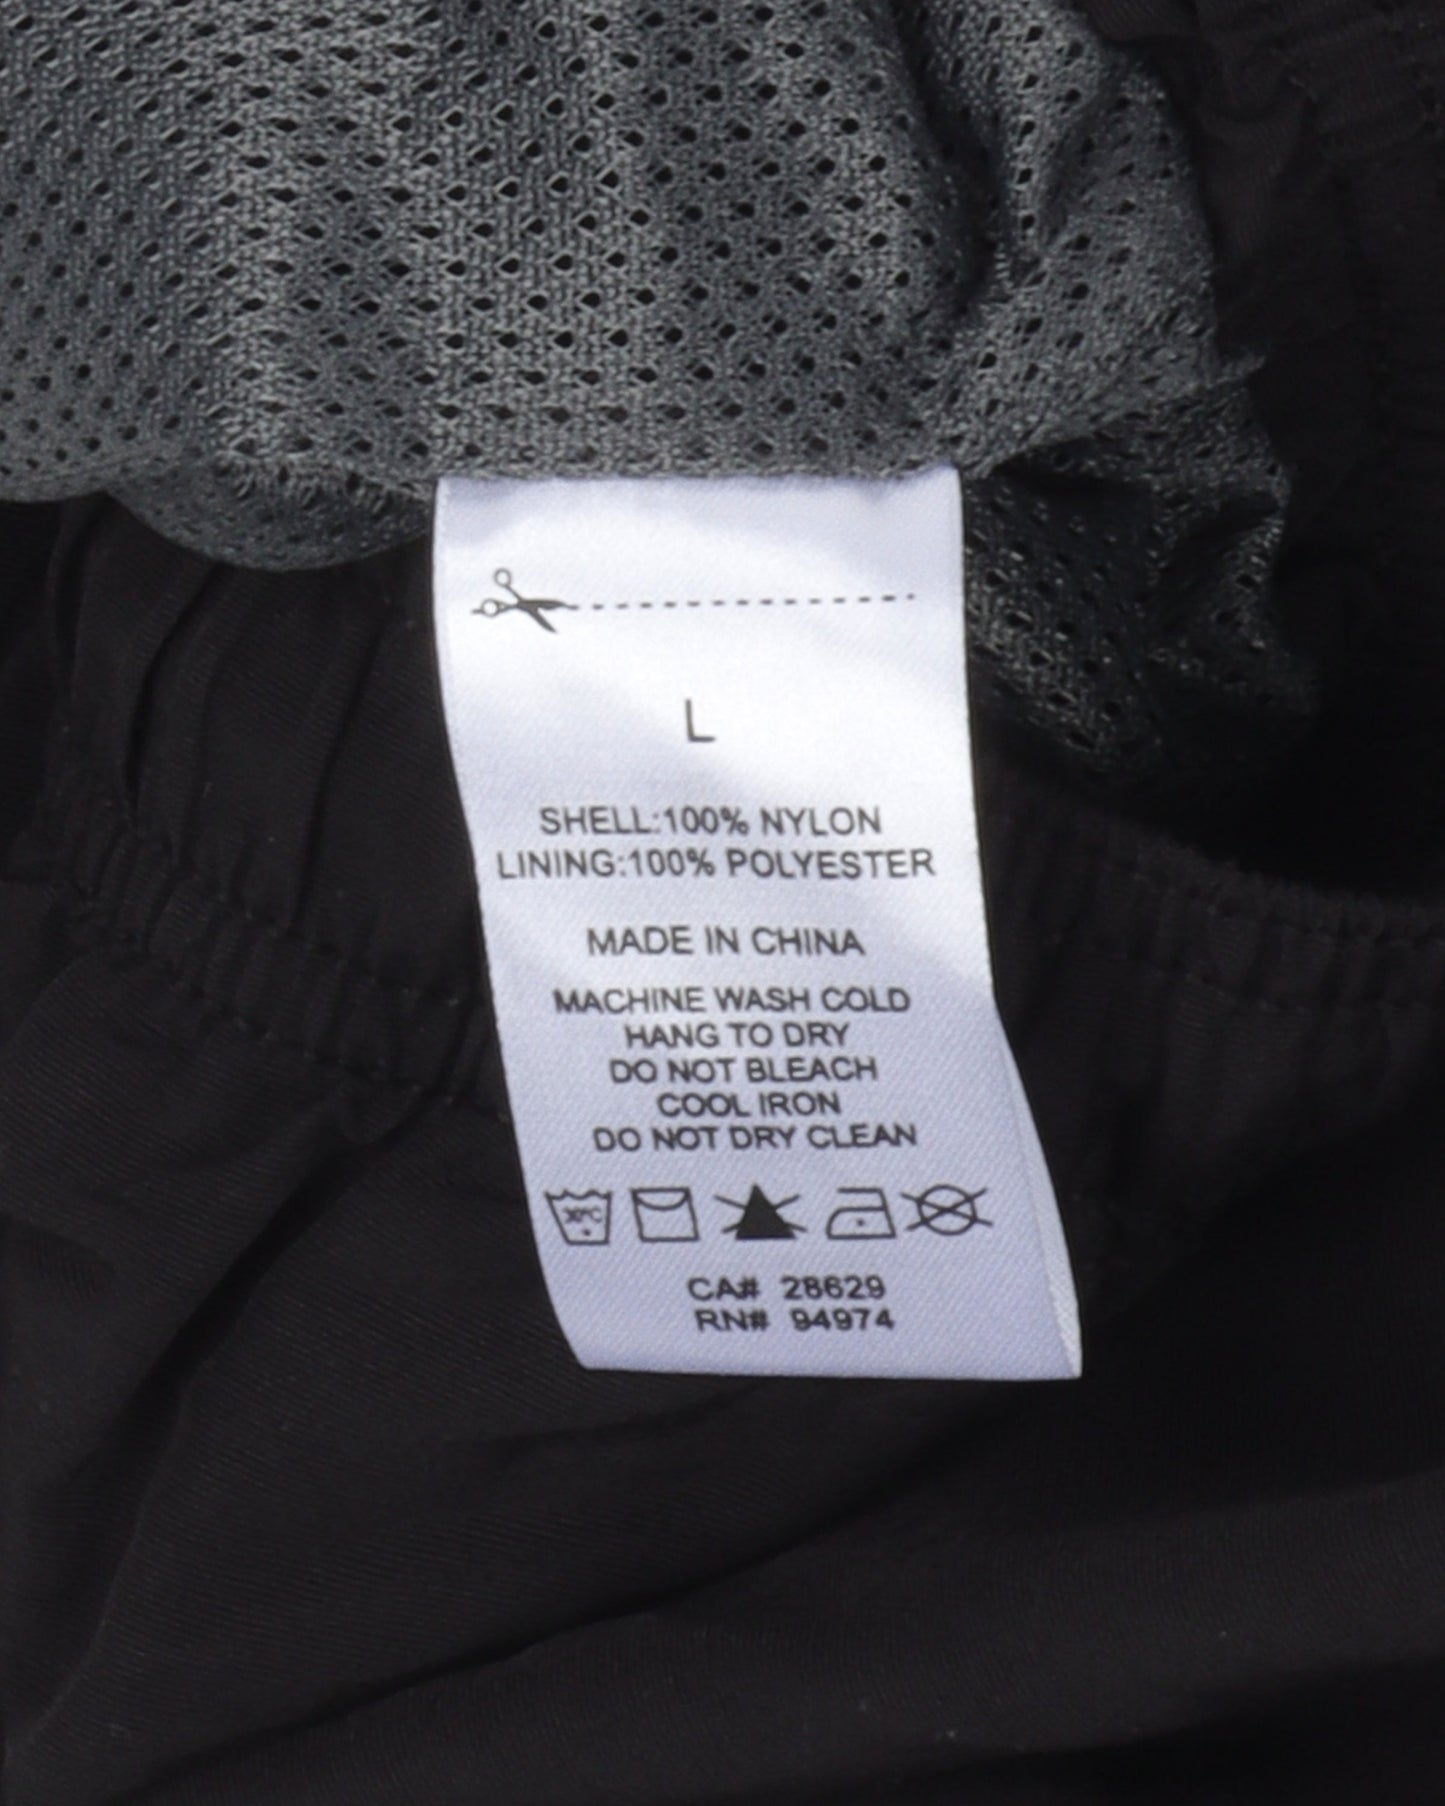 L
SHELL:100% NYLON
LINING:100% POLYESTER
MADE IN CHINA
MACHINE WASH COLD
HANG TO DRY
DO NOT BLEACH
COOL IRON
DO NOT DRY CLEAN
30°C
CA# 28629
RN# 94974